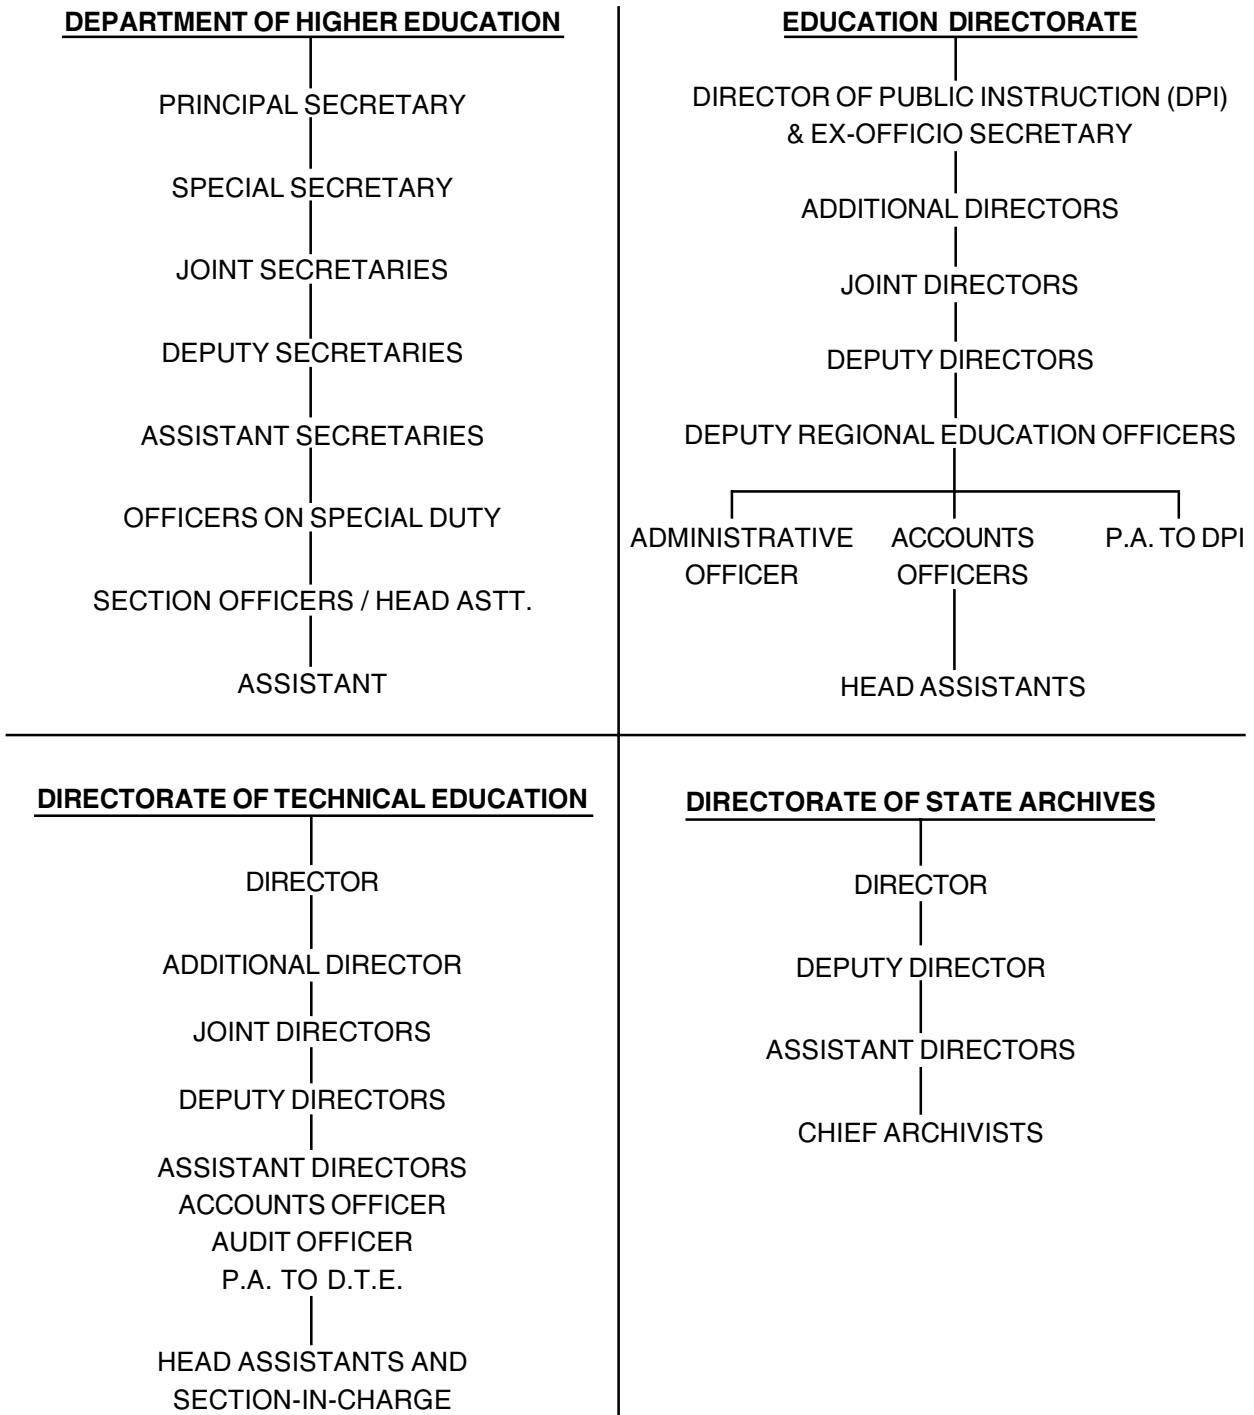 DEPARTMENT OF HIGHER EDUCATION
PRINCIPAL SECRETARY
SPECIAL SECRETARY
JOINT SECRETARIES
DEPUTY SECRETARIES
ASSISTANT SECRETARIES
OFFICERS ON SPECIAL DUTY
SECTION OFFICERS / HEAD ASTT.
ASSISTANT
EDUCATION DIRECTORATE
DIRECTOR OF PUBLIC INSTRUCTION (DPI)
& EX-OFFICIO SECRETARY
ADDITIONAL DIRECTORS
JOINT DIRECTORS
DEPUTY DIRECTORS
DEPUTY REGIONAL EDUCATION OFFICERS
ADMINISTRATIVE
OFFICER
ACCOUNTS
OFFICERS
P.A. TO DPI
HEAD ASSISTANTS
DIRECTORATE OF TECHNICAL EDUCATION
DIRECTOR
ADDITIONAL DIRECTOR
JOINT DIRECTORS
DEPUTY DIRECTORS
ASSISTANT DIRECTORS
ACCOUNTS OFFICER
AUDIT OFFICER
P.A. TO D.T.E.
HEAD ASSISTANTS AND
SECTION-IN-CHARGE
DIRECTORATE OF STATE ARCHIVES
DIRECTOR
DEPUTY DIRECTOR
ASSISTANT DIRECTORS
CHIEF ARCHIVISTS